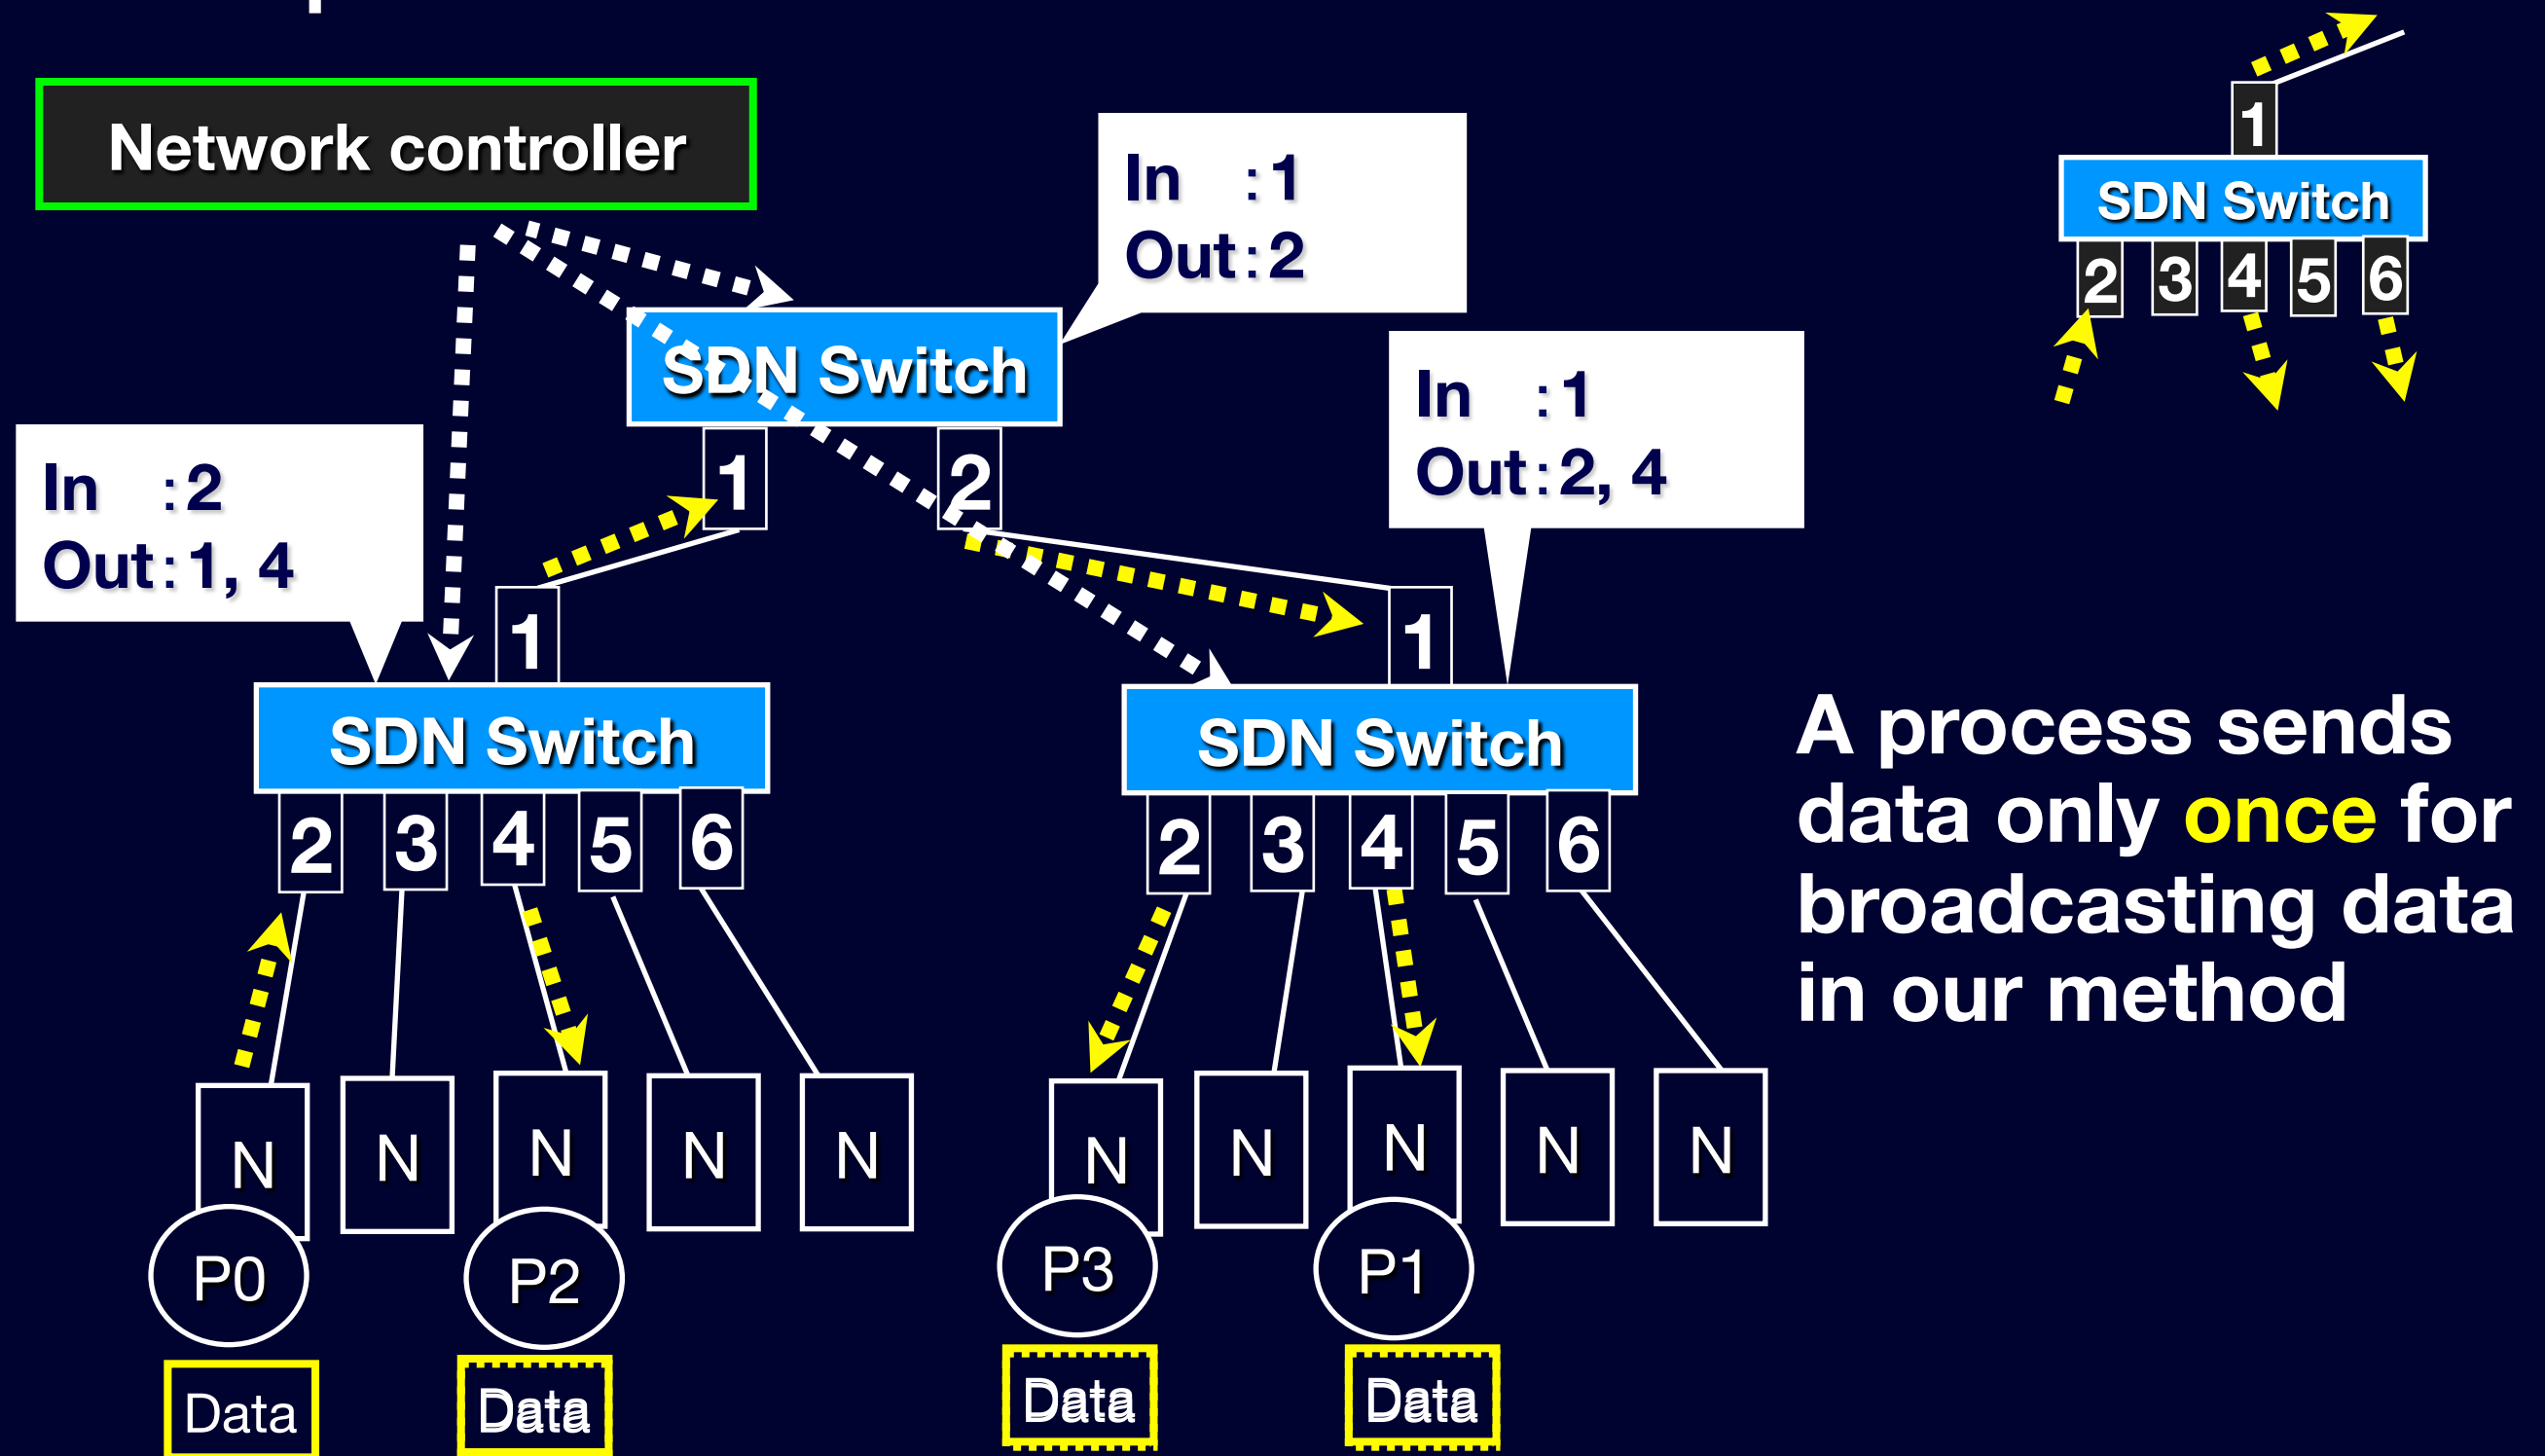 Network controller
1
SDN Switch
2 3 4 5 6
In :1
Out:2
SDN Switch
1 2
In :1
Out:2, 4
In :2
Out:1, 4
1
SDN Switch
2 3 4 5 6
1
SDN Switch
2 3 4 5 6
A process sends
data only once for
broadcasting data
in our method
N N N N N
N N N N N
P0 P2
P3 P1
Data Data
Data Data